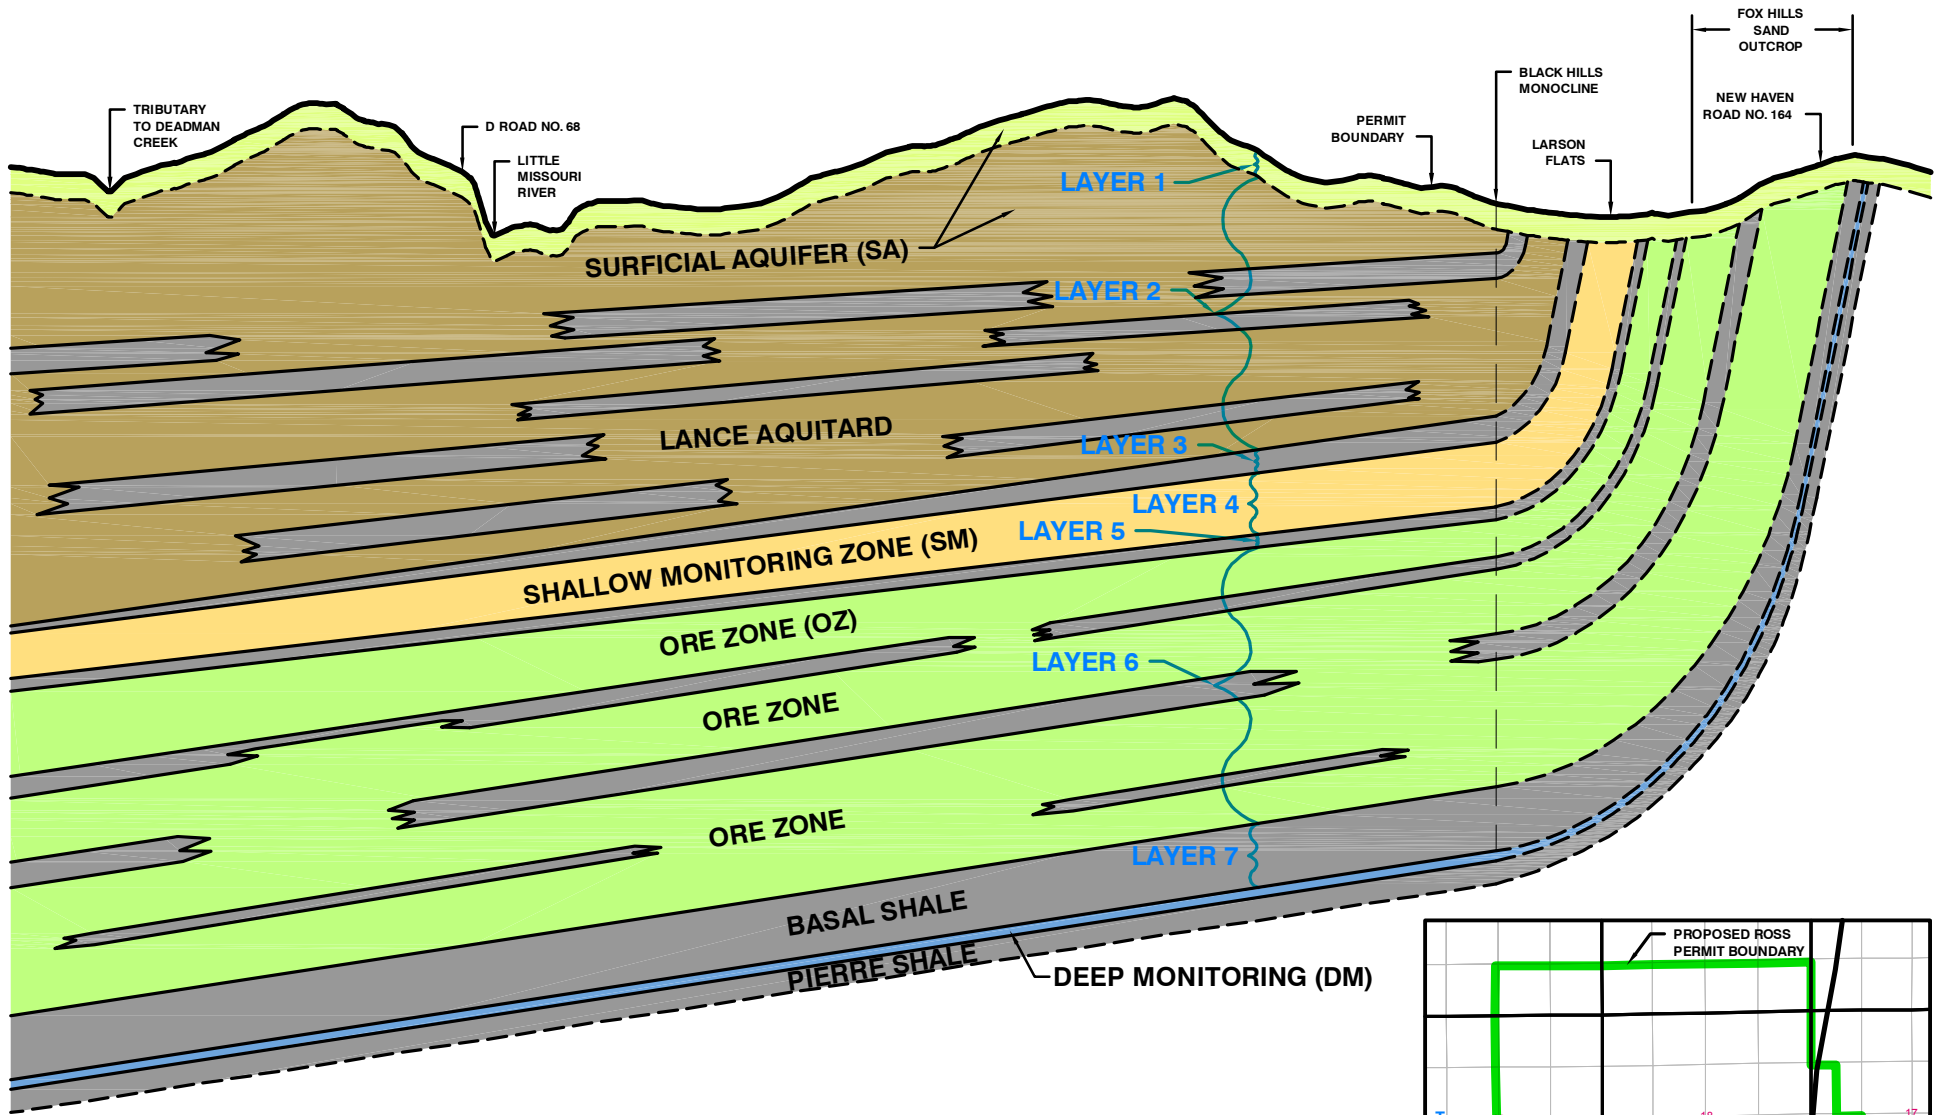 FOX HILLS
SAND
OUTCROP
BLACK HILLS
MONOCLINE
NEW HAVEN
ROAD NO. 164
TRIBUTARY
TO DEADMAN
CREEK
D ROAD NO. 68
PERMIT
BOUNDARY
LARSON
FLATS
LITTLE
MISSOURI
RIVER
LAYER 1
SURFICIAL AQUIFER (SA)
LAYER 2
LANCE AQUITARD
LAYER 3
LAYER 4
LAYER 5
SHALLOW MONITORING ZONE (SM)
ORE ZONE (OZ)
LAYER 6
ORE ZONE
ORE ZONE
LAYER 7
BASAL SHALE
PIERRE SHALE
DEEP MONITORING (DM)
PROPOSED ROSS
PERMIT BOUNDARY